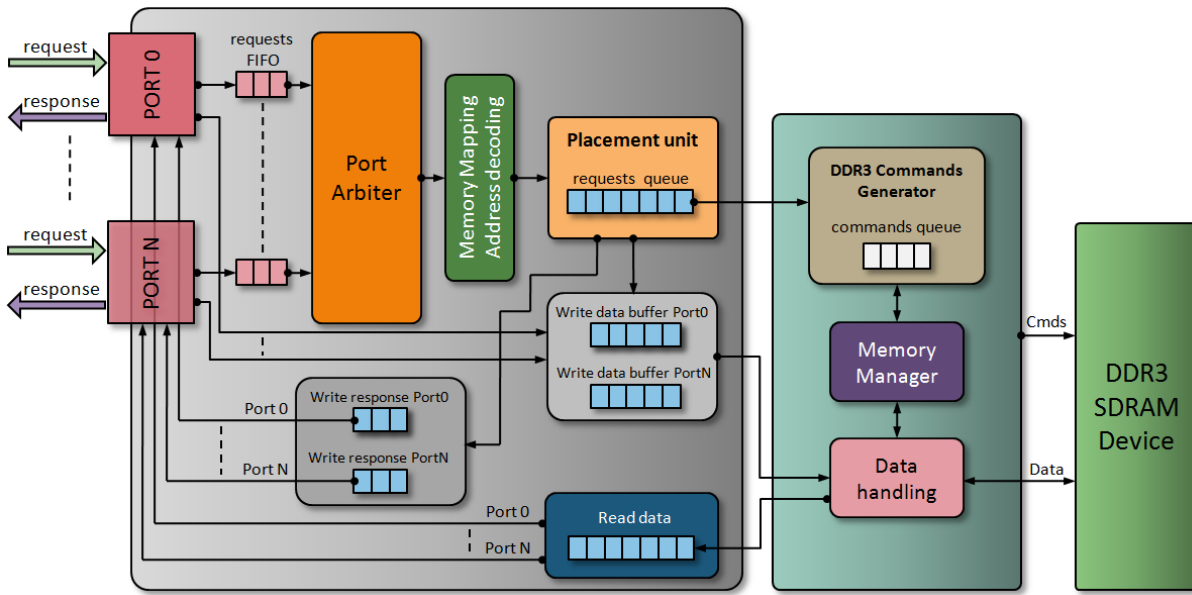 request
response
PORT 0
requests
FIFO
Port
Arbiter
Memory Mapping
Address decoding
Placement unit
requests queue
DDR3 Commands
Generator
commands queue
request
response
PORT N
Write data buffer Port0
Write data buffer PortN
Memory
Manager
Cmds
DDR3
SDRAM
Device
Port 0
Write response Port0
Port N
Write response PortN
Data
handling
Data
Port 0
Port N
Read data